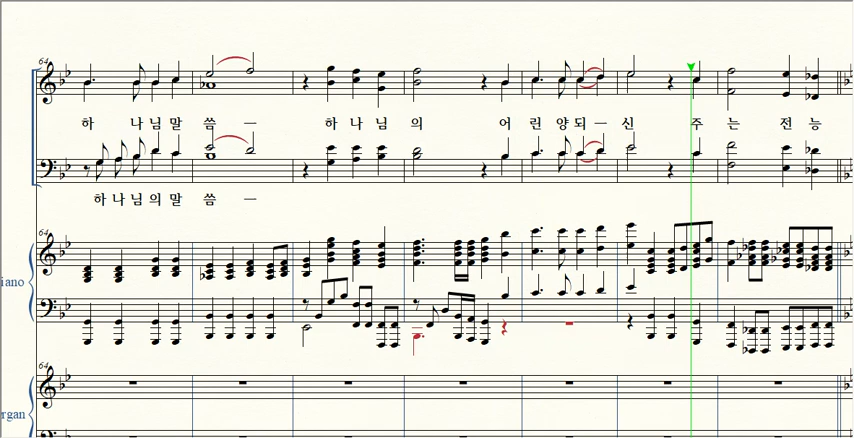 64
하 나 님 말 씀 — 하 나 님 의 어 린 양 되 — 신 주 는 전 능
하 나 님 의 말 씀 —
64
iano
64
rgan